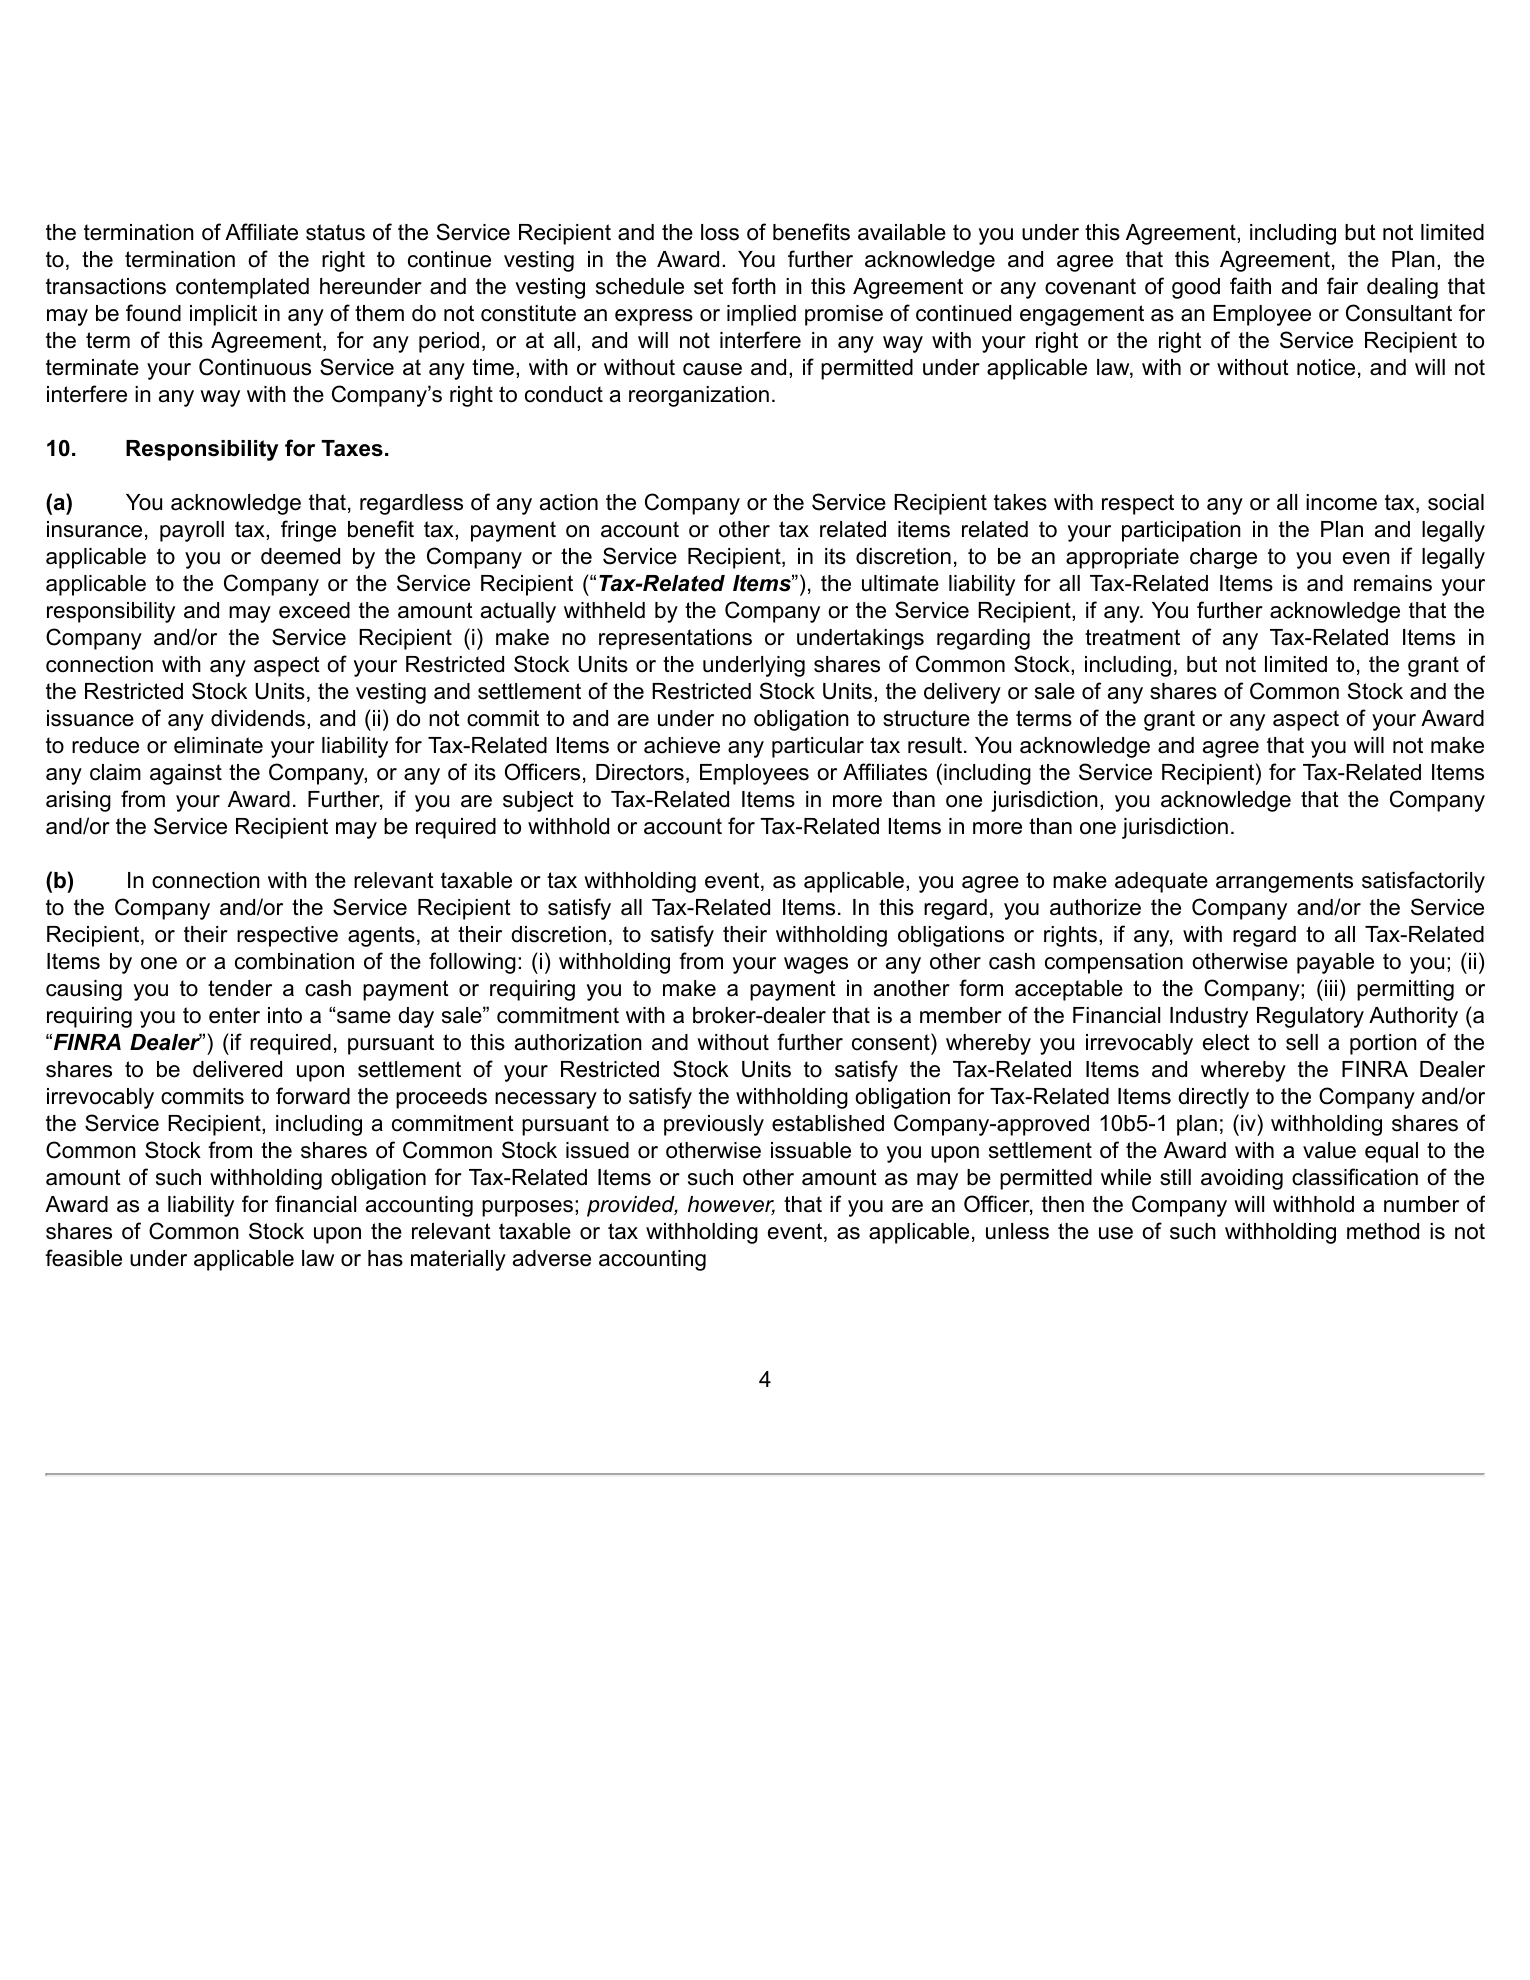 the termination of Affiliate status of the Service Recipient and the loss of benefits available to you under this Agreement, including but not limited
to, the termination of the right to continue vesting in the Award. You further acknowledge and agree that this Agreement, the Plan, the
transactions contemplated hereunder and the vesting schedule set forth in this Agreement or any covenant of good faith and fair dealing that
may be found implicit in any of them do not constitute an express or implied promise of continued engagement as an Employee or Consultant for
the term of this Agreement, for any period, or at all, and will not interfere in any way with your right or the right of the Service Recipient to
terminate your Continuous Service at any time, with or without cause and, if permitted under applicable law, with or without notice, and will not
interfere in any way with the Company’s right to conduct a reorganization.
10. Responsibility for Taxes.
(a) You acknowledge that, regardless of any action the Company or the Service Recipient takes with respect to any or all income tax, social
insurance, payroll tax, fringe benefit tax, payment on account or other tax related items related to your participation in the Plan and legally
applicable to you or deemed by the Company or the Service Recipient, in its discretion, to be an appropriate charge to you even if legally
applicable to the Company or the Service Recipient (“Tax-Related Items”), the ultimate liability for all Tax-Related Items is and remains your
responsibility and may exceed the amount actually withheld by the Company or the Service Recipient, if any. You further acknowledge that the
Company and/or the Service Recipient (i) make no representations or undertakings regarding the treatment of any Tax-Related Items in
connection with any aspect of your Restricted Stock Units or the underlying shares of Common Stock, including, but not limited to, the grant of
the Restricted Stock Units, the vesting and settlement of the Restricted Stock Units, the delivery or sale of any shares of Common Stock and the
issuance of any dividends, and (ii) do not commit to and are under no obligation to structure the terms of the grant or any aspect of your Award
to reduce or eliminate your liability for Tax-Related Items or achieve any particular tax result. You acknowledge and agree that you will not make
any claim against the Company, or any of its Officers, Directors, Employees or Affiliates (including the Service Recipient) for Tax-Related Items
arising from your Award. Further, if you are subject to Tax-Related Items in more than one jurisdiction, you acknowledge that the Company
and/or the Service Recipient may be required to withhold or account for Tax-Related Items in more than one jurisdiction.
(b) In connection with the relevant taxable or tax withholding event, as applicable, you agree to make adequate arrangements satisfactorily
to the Company and/or the Service Recipient to satisfy all Tax-Related Items. In this regard, you authorize the Company and/or the Service
Recipient, or their respective agents, at their discretion, to satisfy their withholding obligations or rights, if any, with regard to all Tax-Related
Items by one or a combination of the following: (i) withholding from your wages or any other cash compensation otherwise payable to you; (ii)
causing you to tender a cash payment or requiring you to make a payment in another form acceptable to the Company; (iii) permitting or
requiring you to enter into a “same day sale” commitment with a broker-dealer that is a member of the Financial Industry Regulatory Authority (a
“FINRA Dealer”) (if required, pursuant to this authorization and without further consent) whereby you irrevocably elect to sell a portion of the
shares to be delivered upon settlement of your Restricted Stock Units to satisfy the Tax-Related Items and whereby the FINRA Dealer
irrevocably commits to forward the proceeds necessary to satisfy the withholding obligation for Tax-Related Items directly to the Company and/or
the Service Recipient, including a commitment pursuant to a previously established Company-approved 10b5-1 plan; (iv) withholding shares of
Common Stock from the shares of Common Stock issued or otherwise issuable to you upon settlement of the Award with a value equal to the
amount of such withholding obligation for Tax-Related Items or such other amount as may be permitted while still avoiding classification of the
Award as a liability for financial accounting purposes; provided, however, that if you are an Officer, then the Company will withhold a number of
shares of Common Stock upon the relevant taxable or tax withholding event, as applicable, unless the use of such withholding method is not
feasible under applicable law or has materially adverse accounting
4